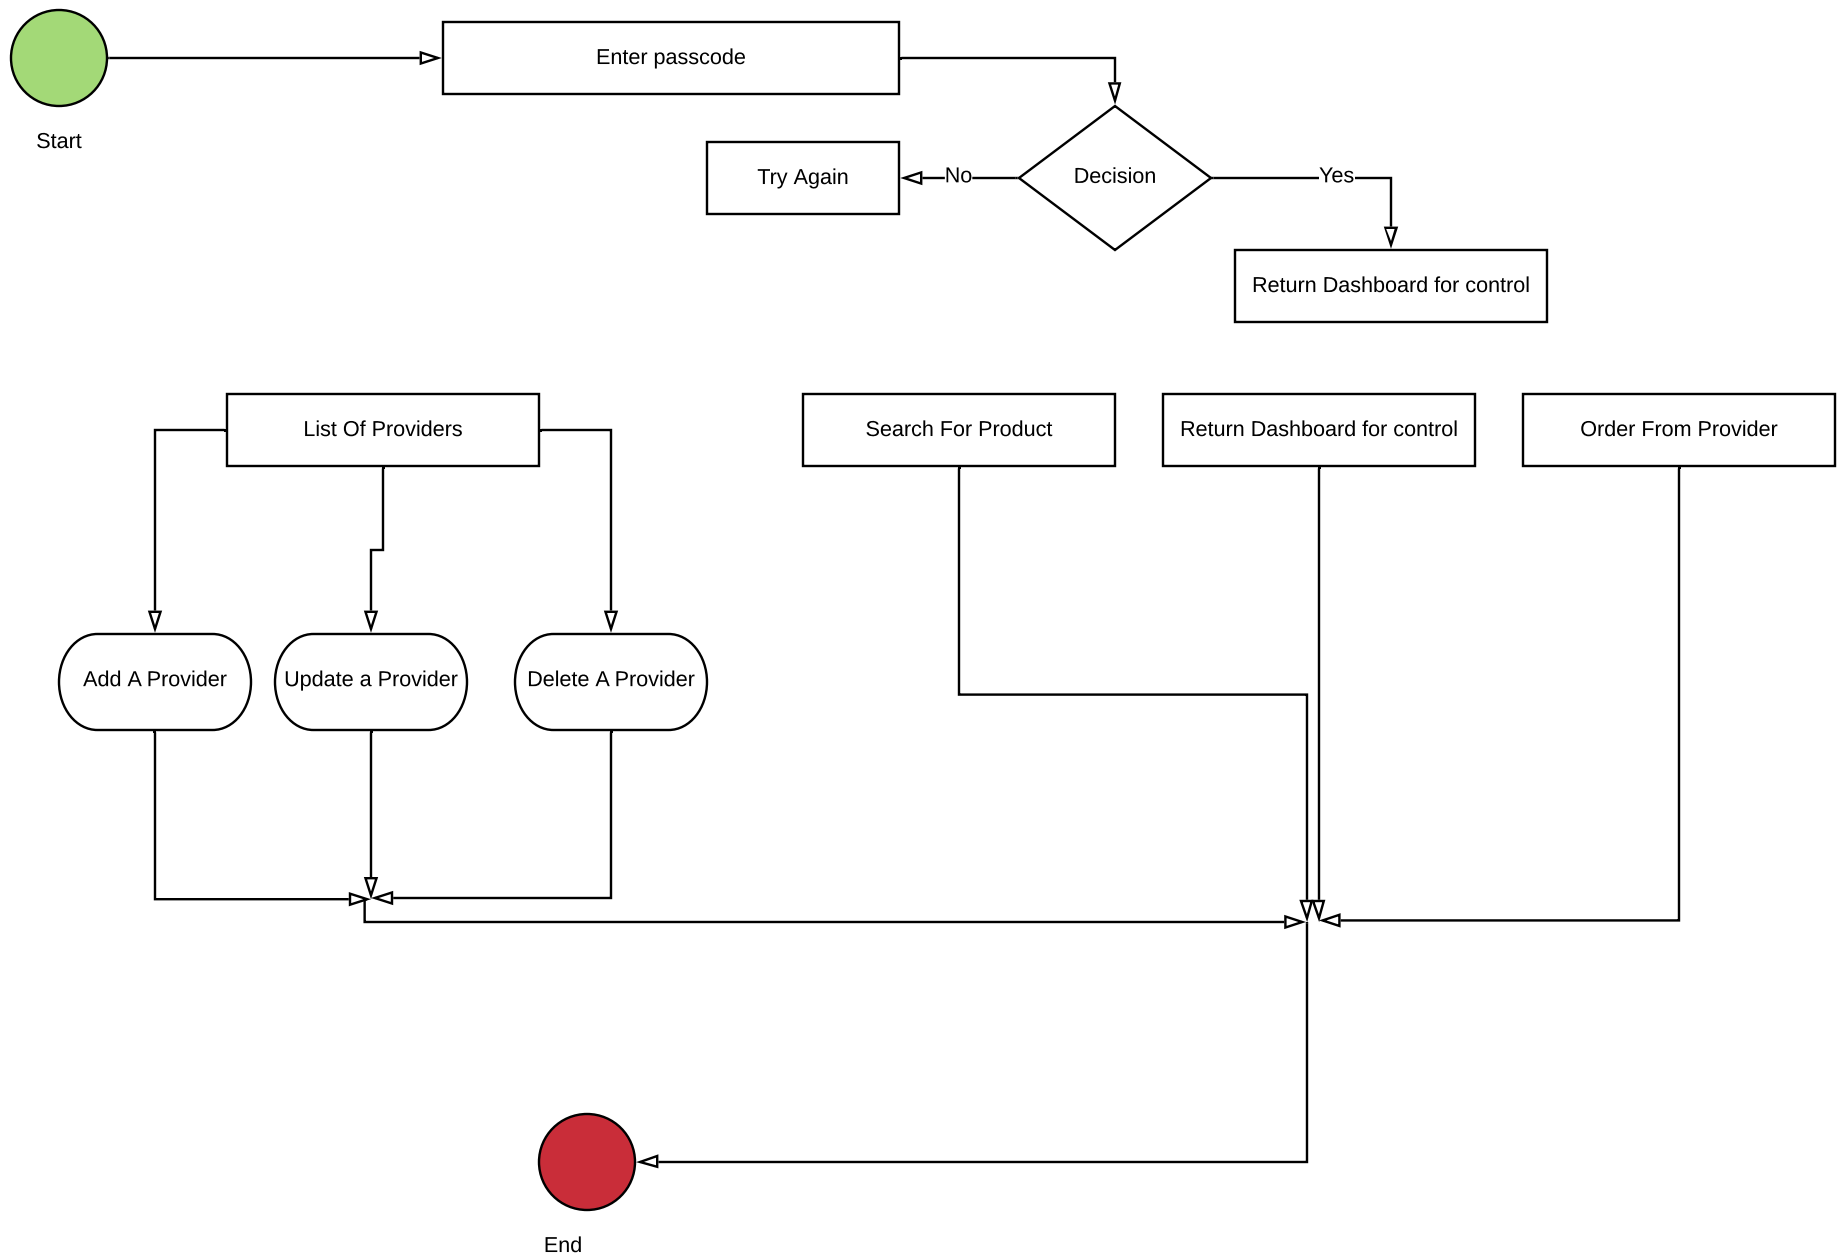 Enter passcode
Start
Try Again
No
Decision
Yes
Return Dashboard for control
List Of Providers
Search For Product
Return Dashboard for control
Order From Provider
Add A Provider
Update a Provider
Delete A Provider
End